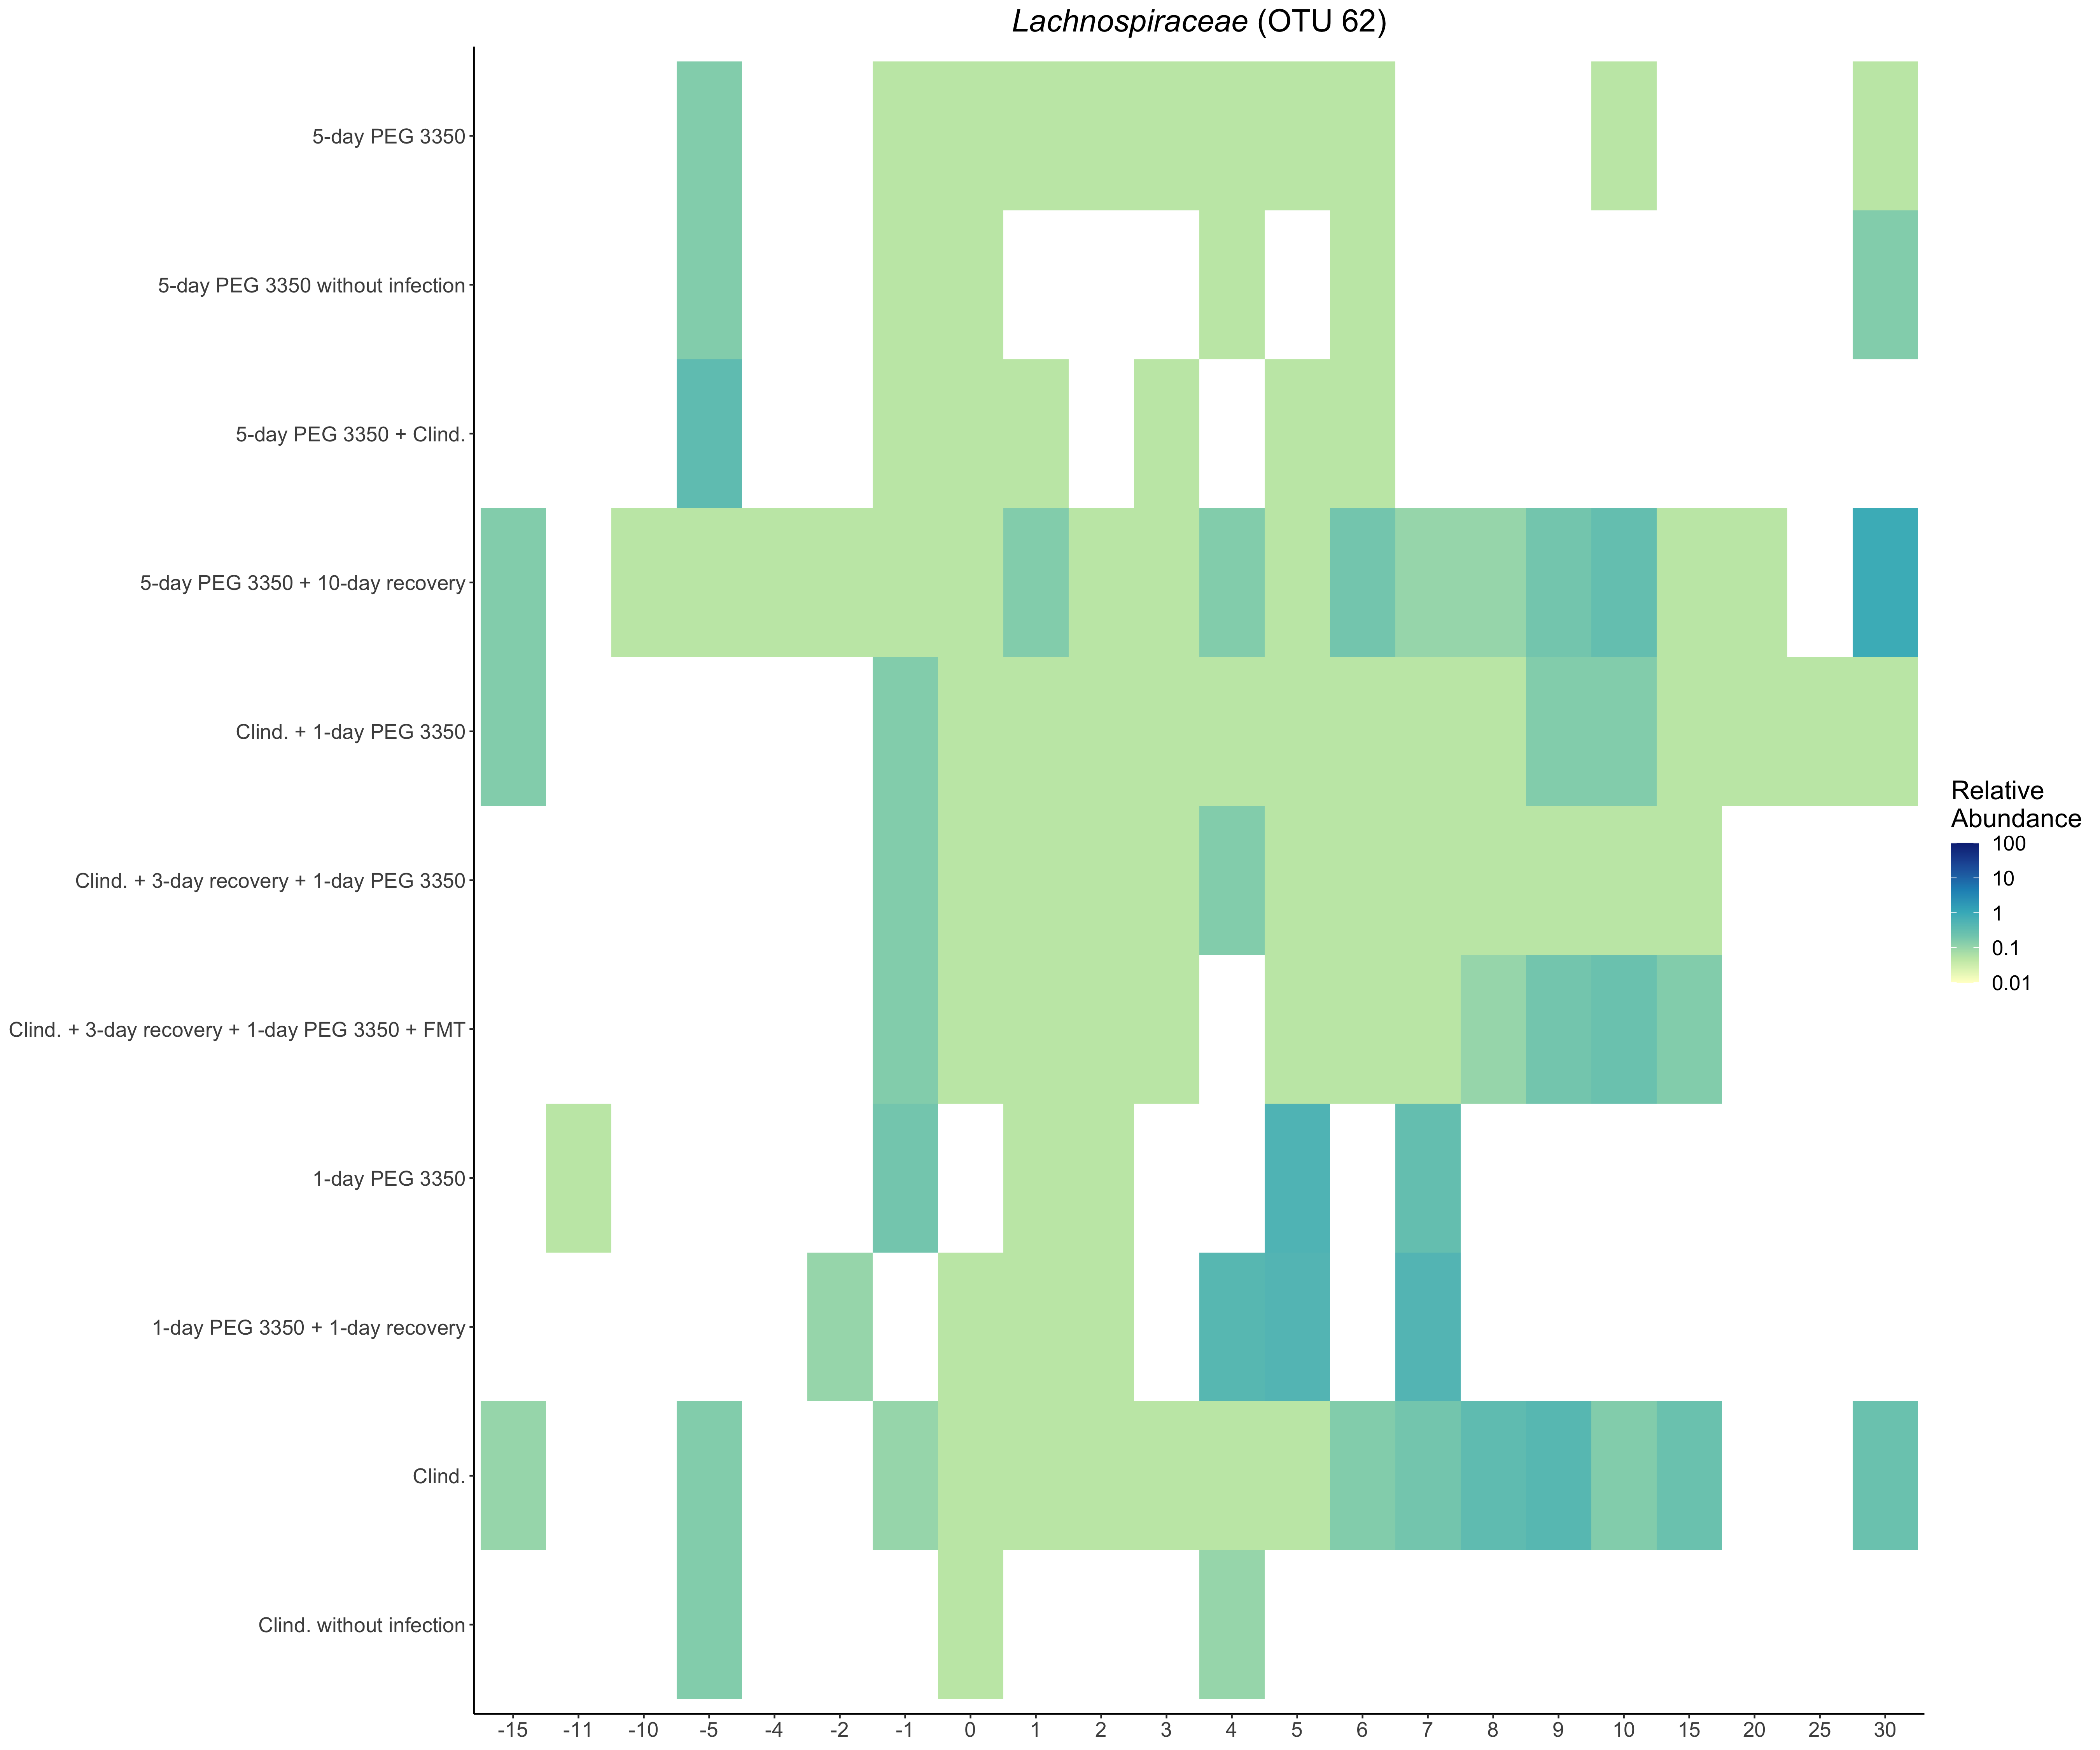 Lachnospiraceae (OTU 62)
5-day PEG 3350
5-day PEG 3350 without infection
5-day PEG 3350 + Clind.
5-day PEG 3350 + 10-day recovery
Clind. + 1-day PEG 3350
Clind. + 3-day recovery + 1-day PEG 3350
Clind. + 3-day recovery + 1-day PEG 3350 + FMT
1-day PEG 3350
1-day PEG 3350 + 1-day recovery
Clind.
Clind. without infection
-15 -11 -10 -5 -4 -2 -1 0 1 2 3 4 5 6 7 8 9 10 15 20 25 30
Relative
Abundance
100
10
1
0.1
0.01